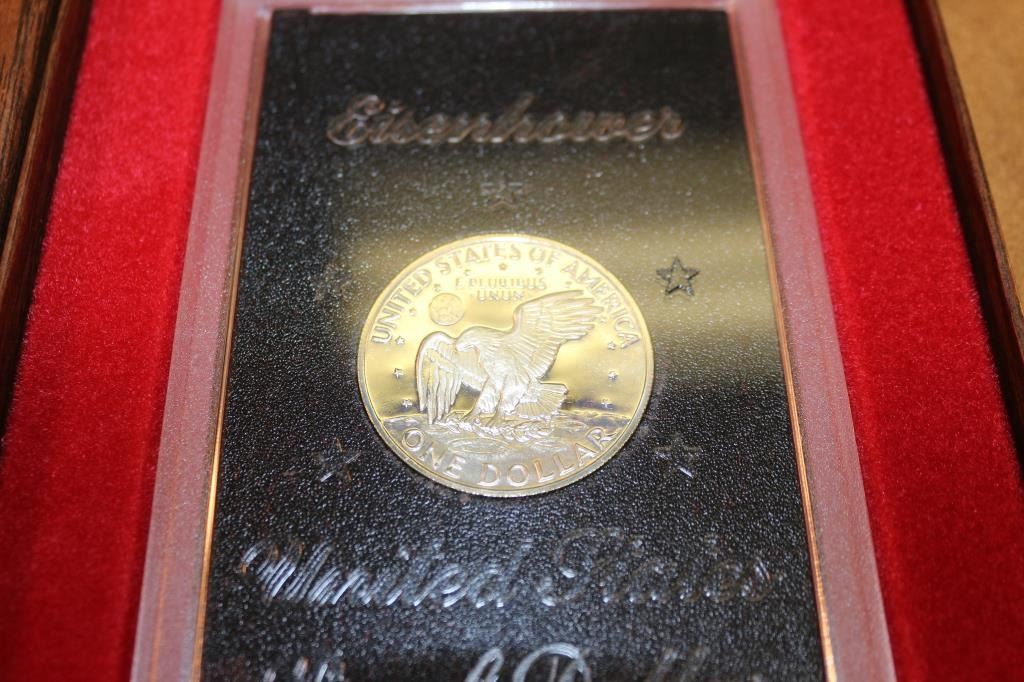 Eisenhower
UNITED STATES OF AMERICA
E PLURIBUS
UNUM
ONE DOLLAR
United States